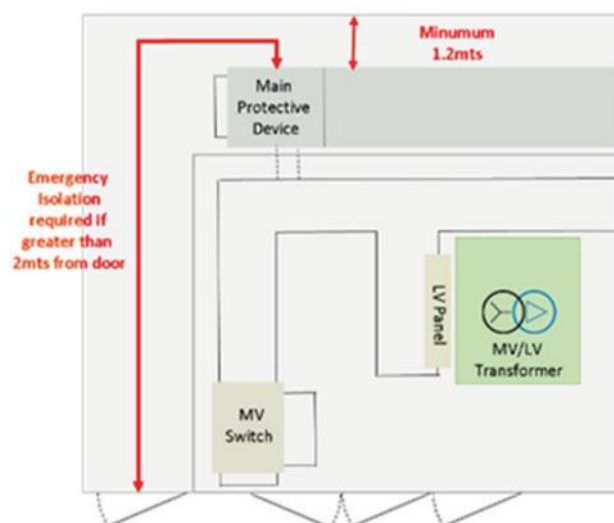 Minumum
1.2mts
Main
Protective
Device
Emergency
Isolation
required if
greater than
2mts from door
LV Panel
MV/LV
Transformer
MV
Switch